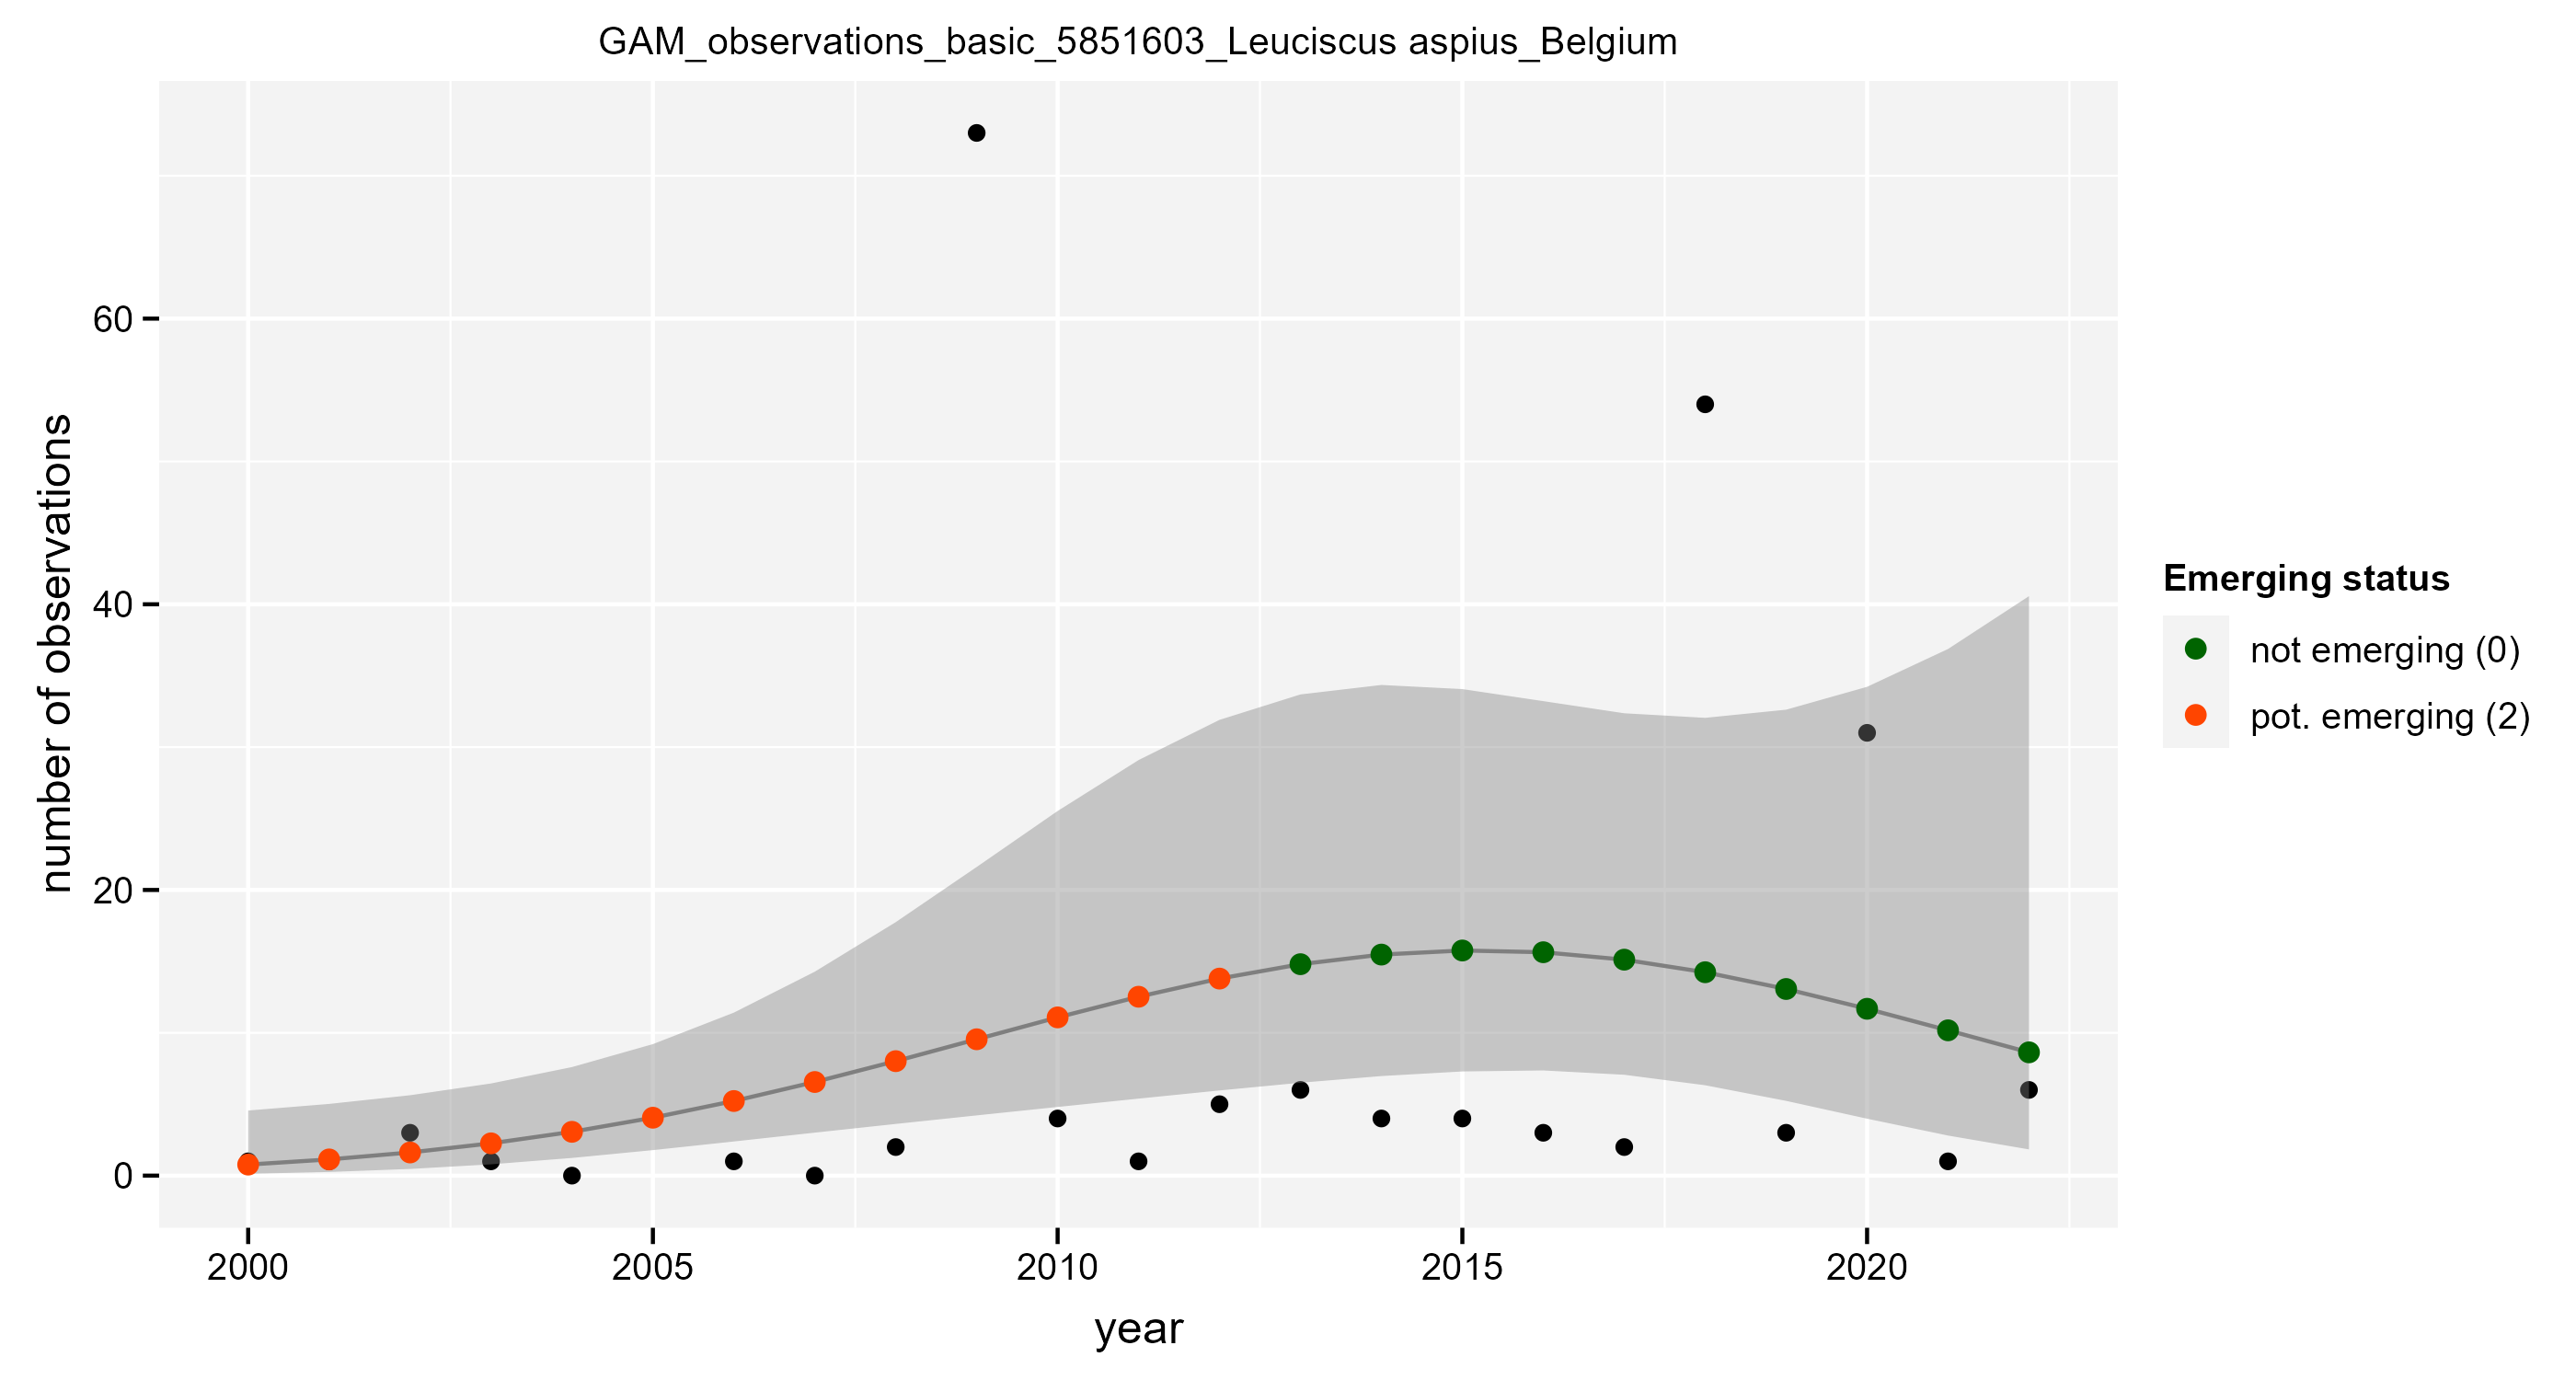 GAM_observations_basic_5851603_Leuciscus aspius_Belgium
number of observations
60
40
20
0
2000 2005 2010 2015 2020
year
Emerging status
not emerging (0)
pot. emerging (2)